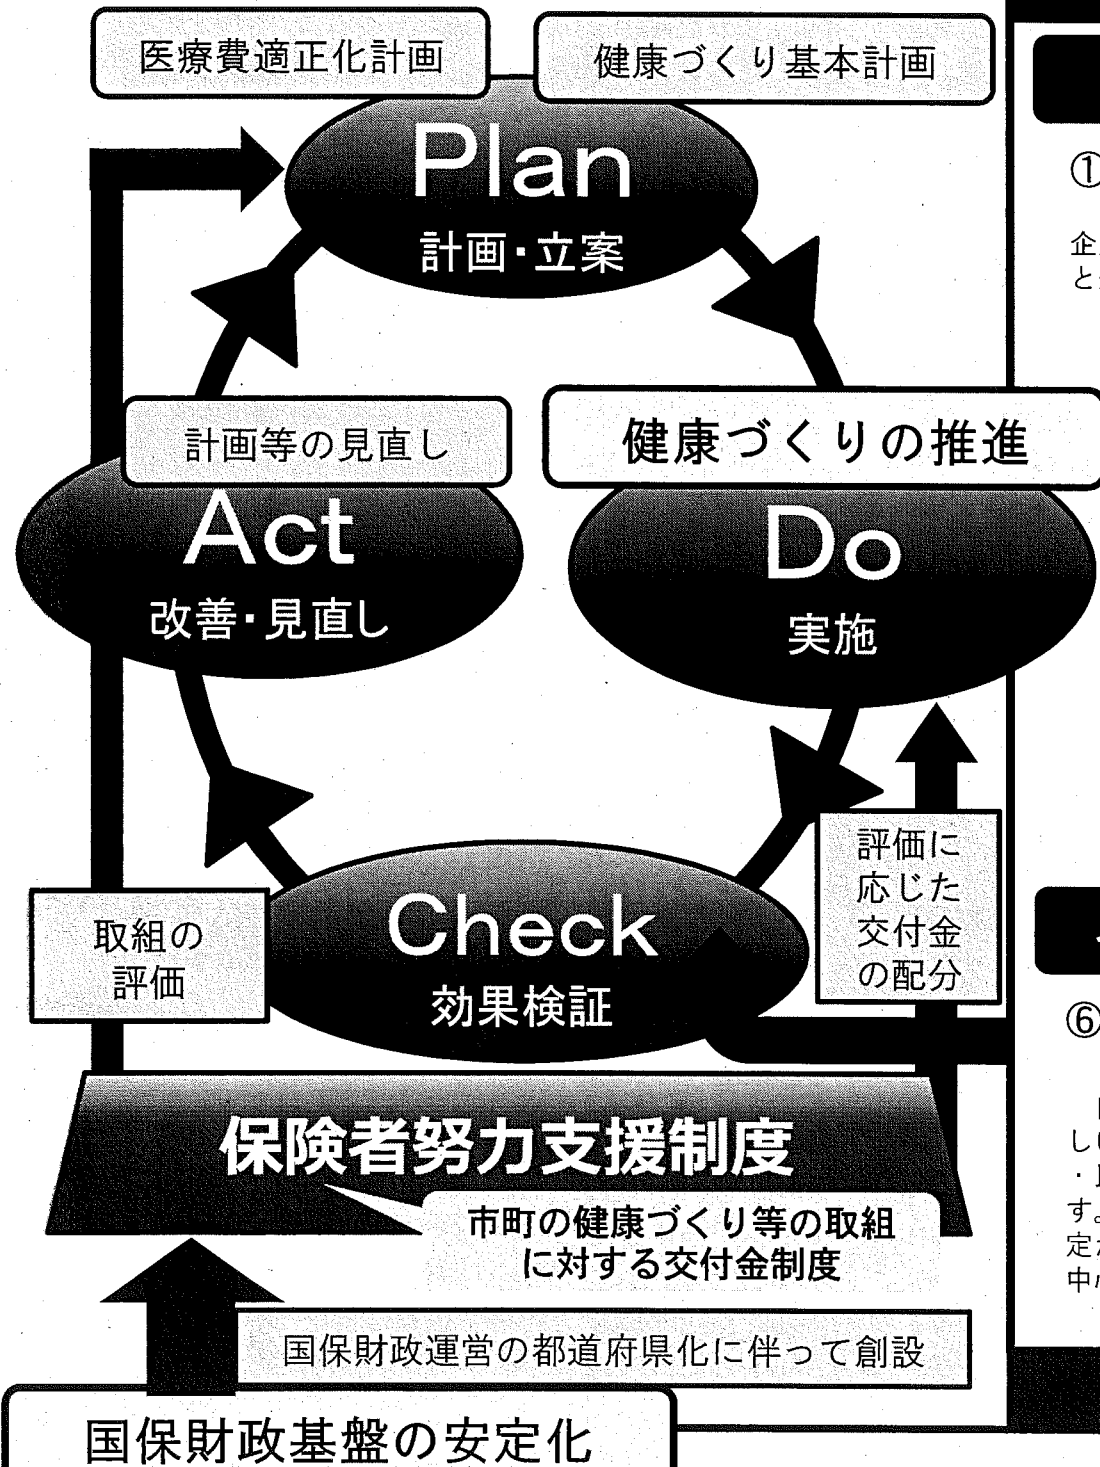 医療費適正化計画
健康づくり基本計画
Plan
計画・立案
計画等の見直し
Act
改善・見直し
健康づくりの推進
Do
実施
Check
効果検証
取組の
評価
評価に
応じた
交付金
の配分
保険者努力支援制度
市町の健康づくり等の取組
に対する交付金制度
国保財政運営の都道府県化に伴って創設
国保財政基盤の安定化
①
企
と
⑥
し
・
す。
定
中